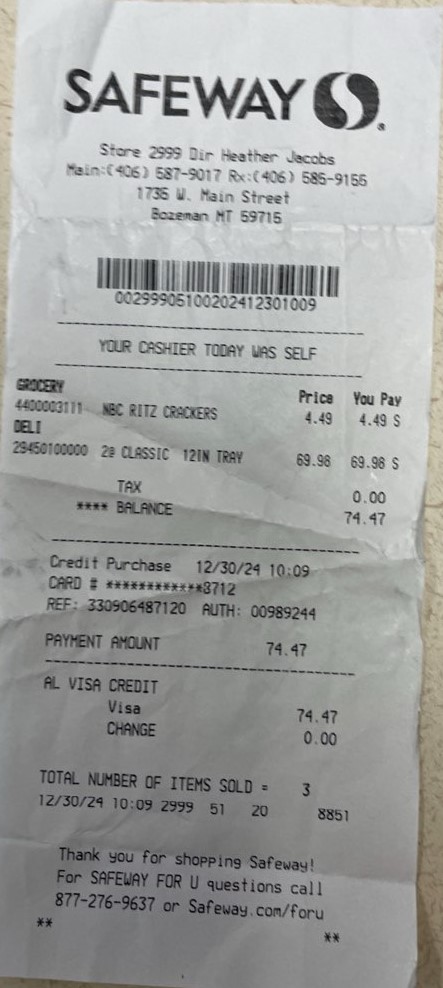 SAFEWAY
Store 2999 Dir Heather Jacobs
Main:(406) 587-9017 Rx:(406) 585-9156
1735 W. Main Street
Bozeman MT 59715
00299905100202412301009
YOUR CASHIER TODAY WAS SELF
GROCERY Price You Pay
4400003111 NBC RITZ CRACKERS 4.49 4.49 S
DELI
29450100000 2@ CLASSIC 12IN TRAY 69.98 69.98 S
TAX 0.00
**** BALANCE 74.47
Credit Purchase 12/30/24 10:09
CARD # ************8712
REF: 330906487120 AUTH: 00989244
PAYMENT AMOUNT 74.47
AL VISA CREDIT
Visa 74.47
CHANGE 0.00
TOTAL NUMBER OF ITEMS SOLD = 3
12/30/24 10:09 2999 51 20 8851
Thank you for shopping Safeway!
For SAFEWAY FOR U questions call
877-276-9637 or Safeway.com/foru
** **